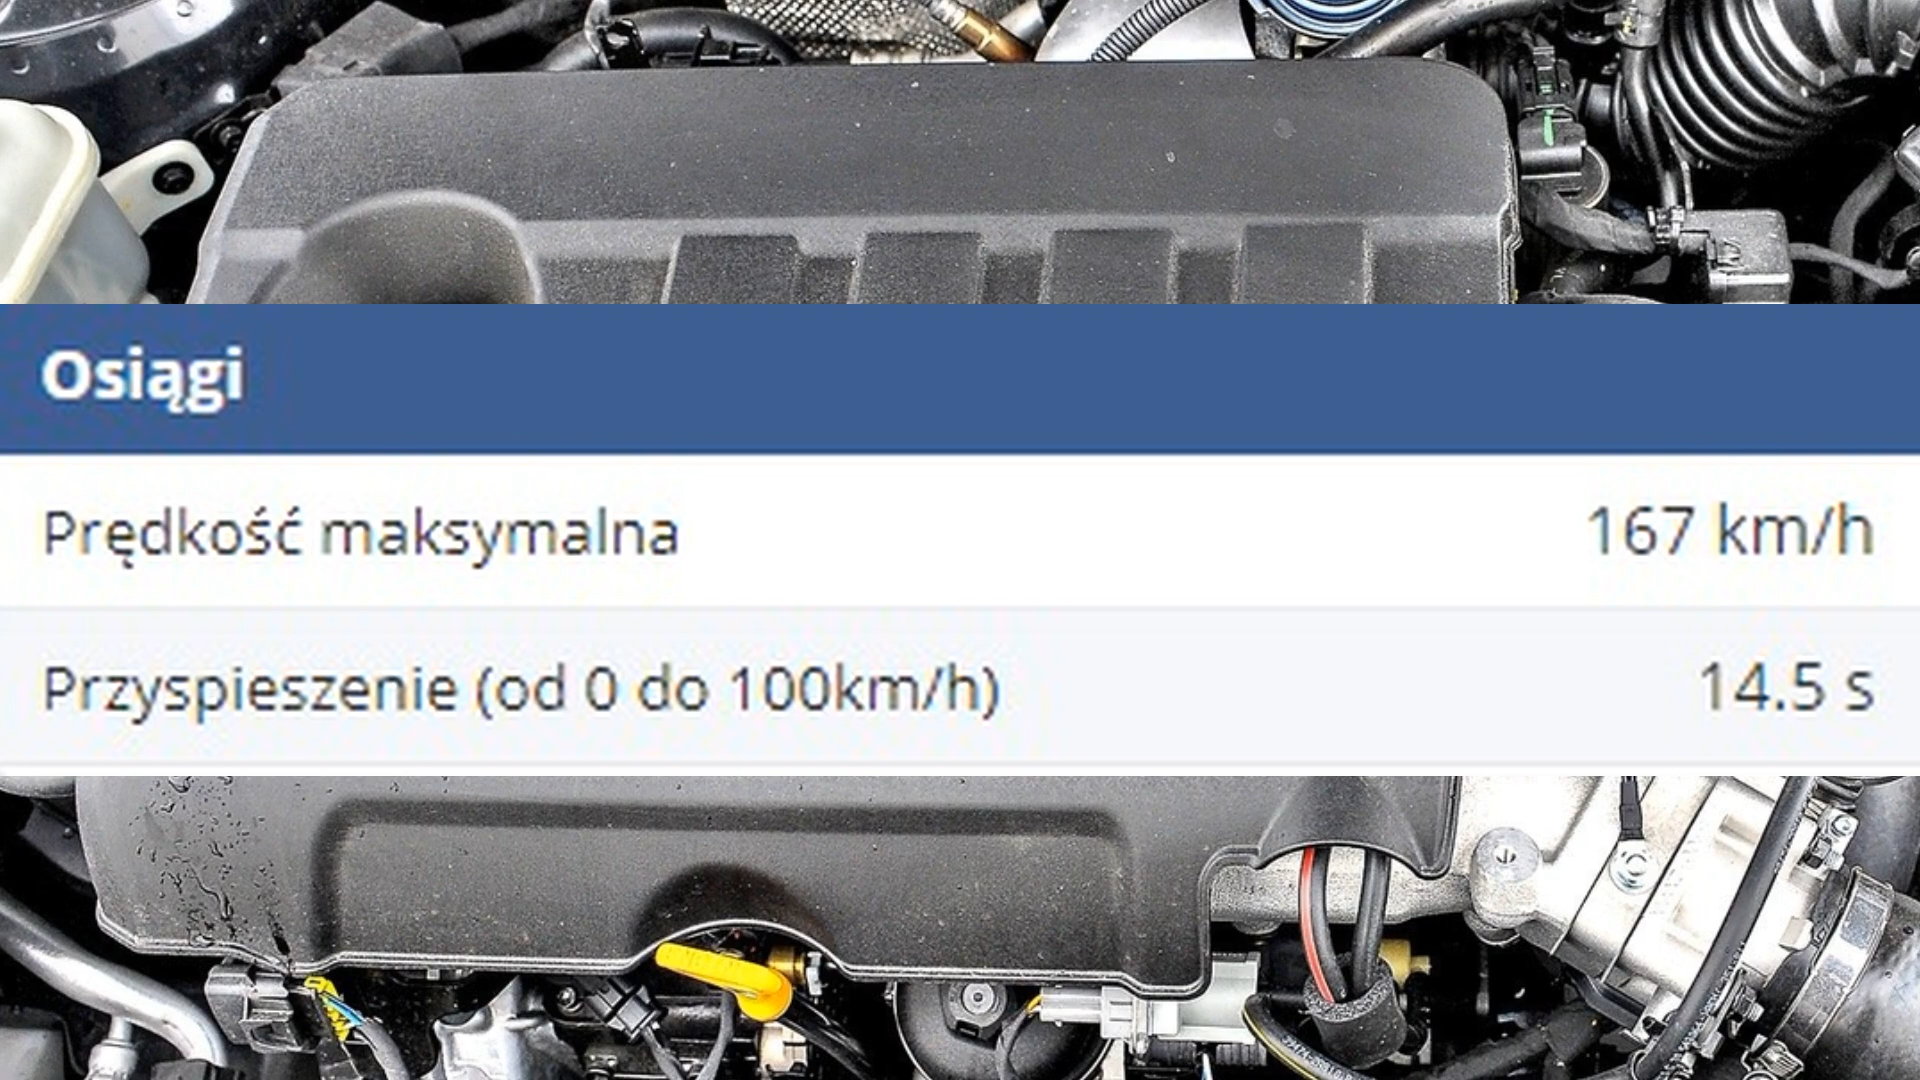 Osiągi
Prędkość maksymalna 167 km/h
Przyspieszenie (od 0 do 100km/h) 14.5 s